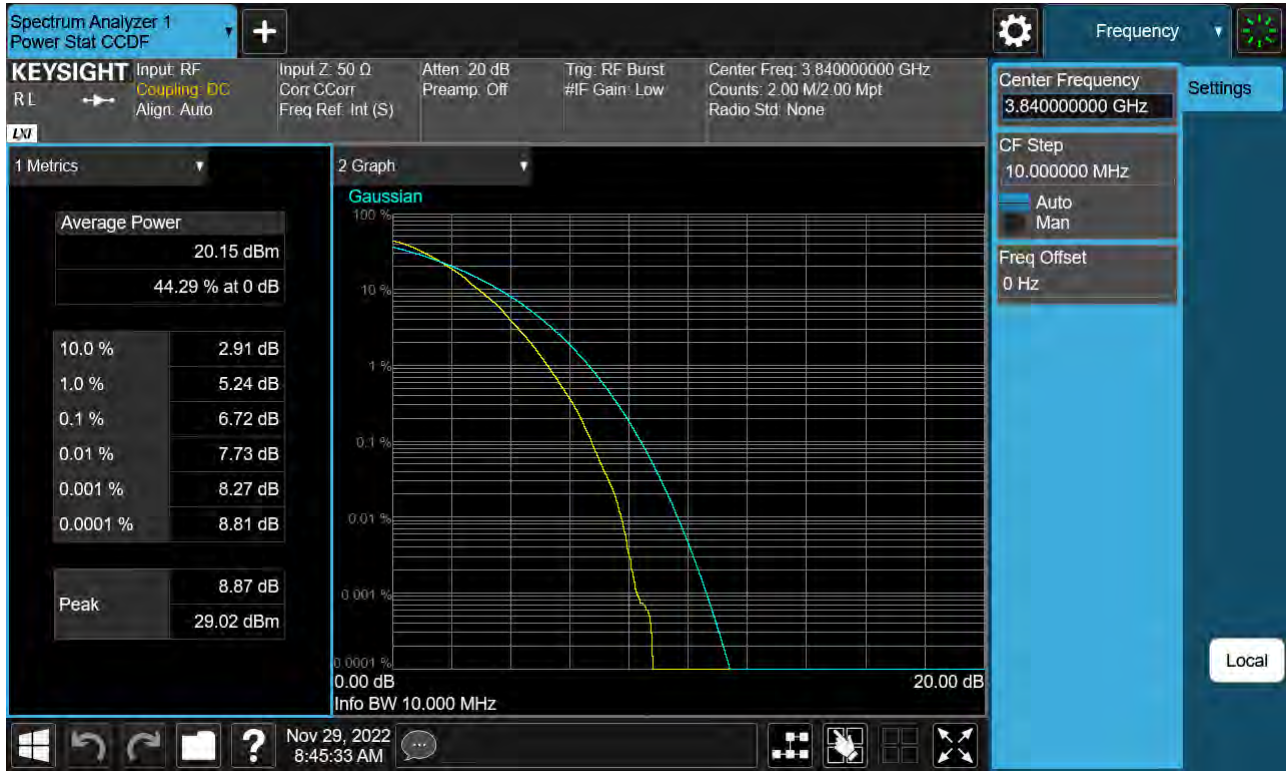 Spectrum Analyzer 1
Power Stat CCDF
+
Frequency
KEYSIGHT
RL
LXI
Input: RF
Coupling: DC
Align: Auto
Input Z: 50 Ω
Corr CCorr
Freq Ref: Int (S)
Atten: 20 dB
Preamp: Off
Trig: RF Burst
#IF Gain: Low
Center Freq: 3.840000000 GHz
Counts: 2.00 M/2.00 Mpt
Radio Std: None
Center Frequency
3.840000000 GHz
Settings
CF Step
10.000000 MHz
Auto
Man
Freq Offset
0 Hz
Local
1 Metrics
Average Power
20.15 dBm
44.29 % at 0 dB
10.0 % 2.91 dB
1.0 % 5.24 dB
0.1 % 6.72 dB
0.01 % 7.73 dB
0.001 % 8.27 dB
0.0001 % 8.81 dB
Peak
8.87 dB
29.02 dBm
2 Graph
Gaussian
100 %
10 %
1 %
0.1 %
0.01 %
0.001 %
0.0001 %
0.00 dB 20.00 dB
Info BW 10.000 MHz
?
Nov 29, 2022
8:45:33 AM